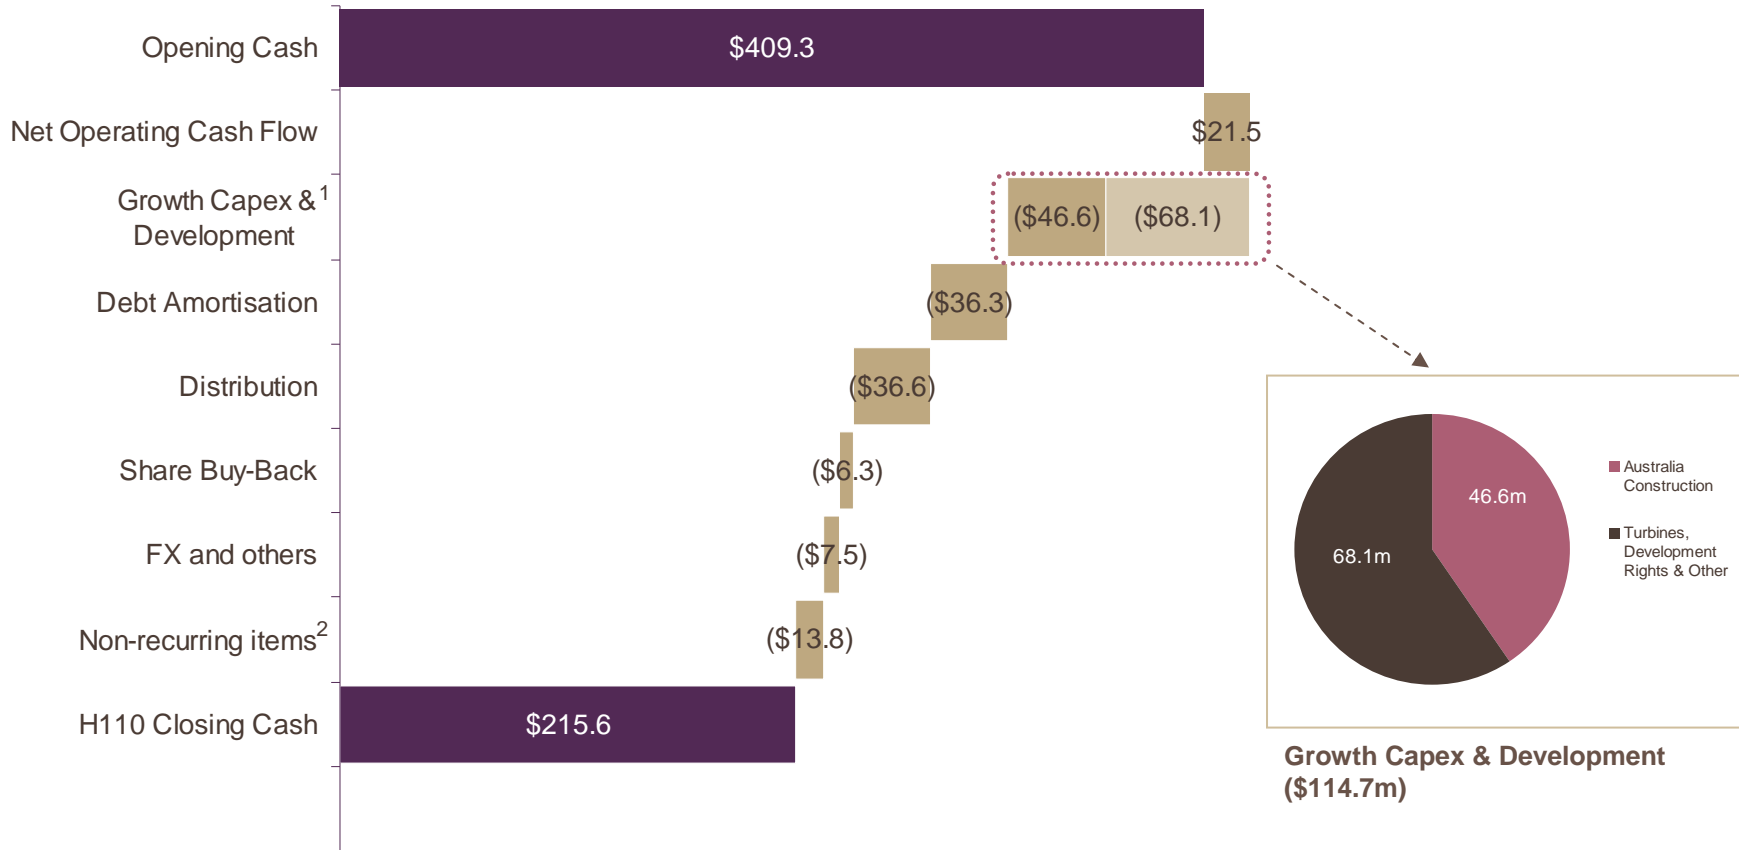 Opening Cash
$409.3
Net Operating Cash Flow
$21.5
Growth Capex &1
Development
($46.6)
($68.1)
Debt Amortisation
($36.3)
Distribution
($36.6)
Share Buy-Back
($6.3)
FX and others
($7.5)
Non-recurring items2
($13.8)
H110 Closing Cash
$215.6
46.6m
68.1m
Australia
Construction
Turbines,
Development
Rights & Other
Growth Capex & Development
($114.7m)